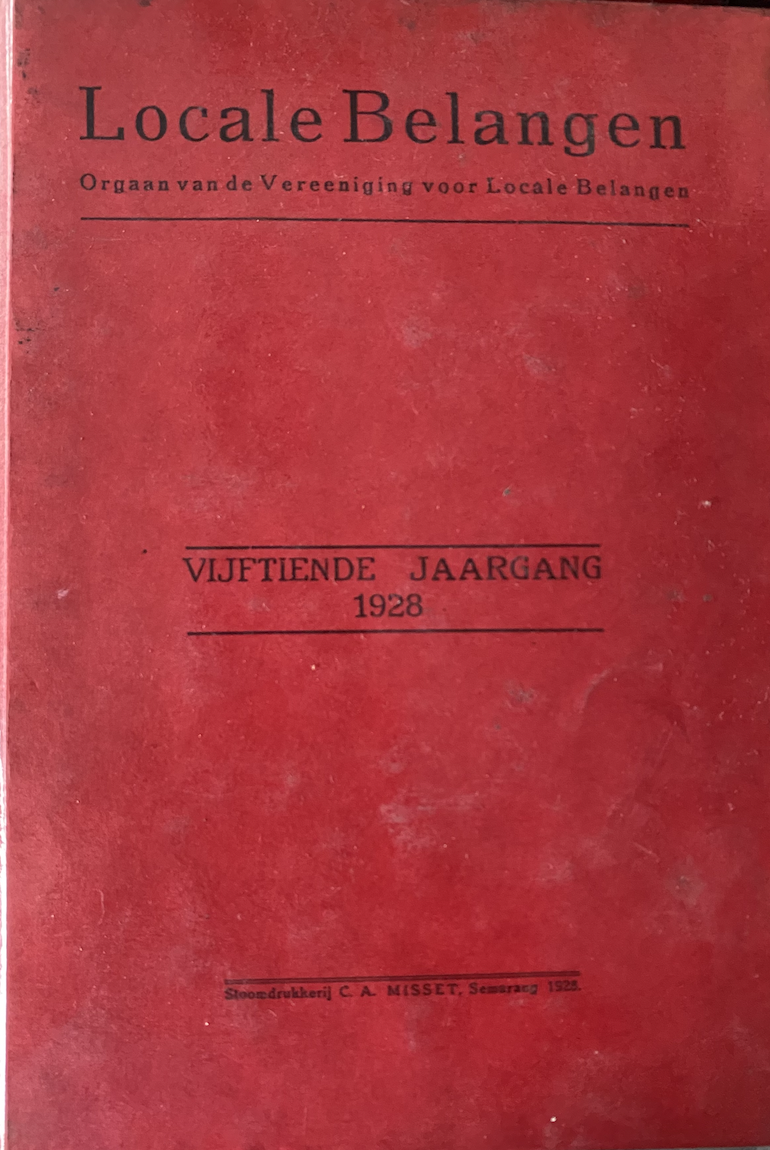 Locale Belangen
Orgaan van de Vereeniging voor Locale Belangen
VIJFTIENDE JAARGANG
1928
Stoomdrukkerij C. A. MISSET, Semarang 1928.